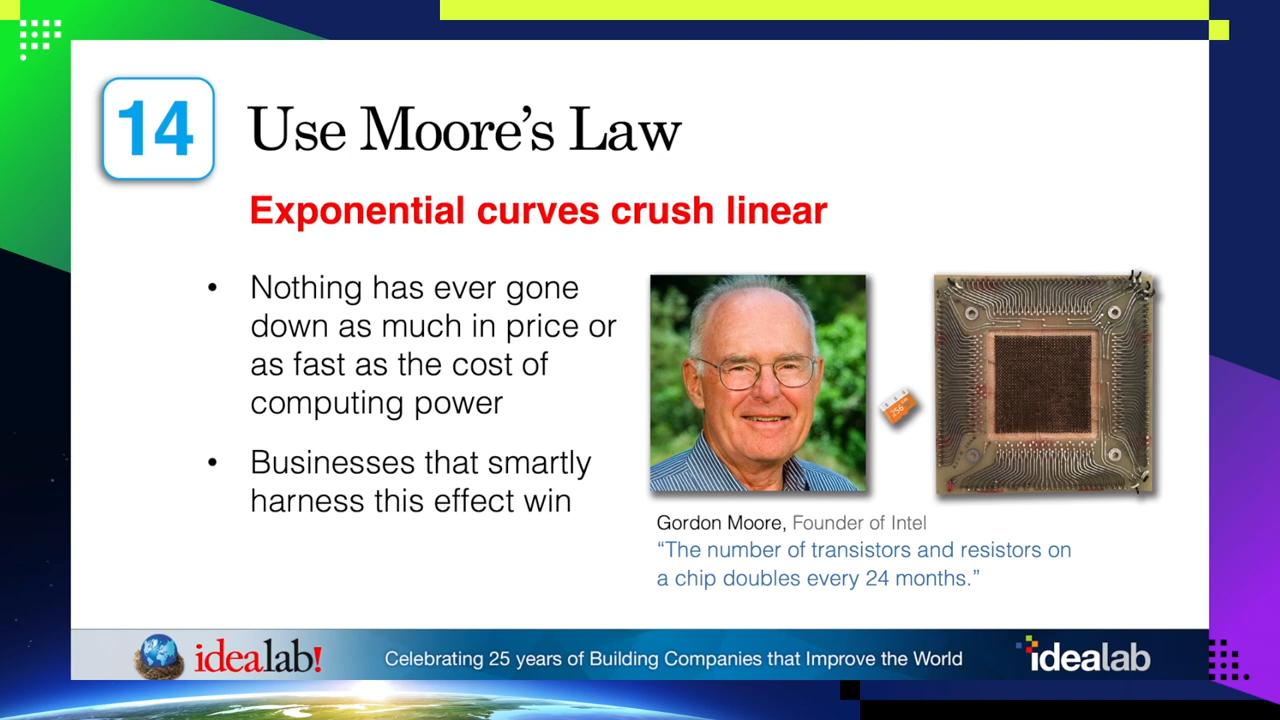 14
Use Moore’s Law
Exponential curves crush linear
• Nothing has ever gone
down as much in price or
as fast as the cost of
computing power
• Businesses that smartly
harness this effect win
256
Gordon Moore, Founder of Intel
“The number of transistors and resistors on
a chip doubles every 24 months.”
idealab!
Celebrating 25 years of Building Companies that Improve the World
idealab